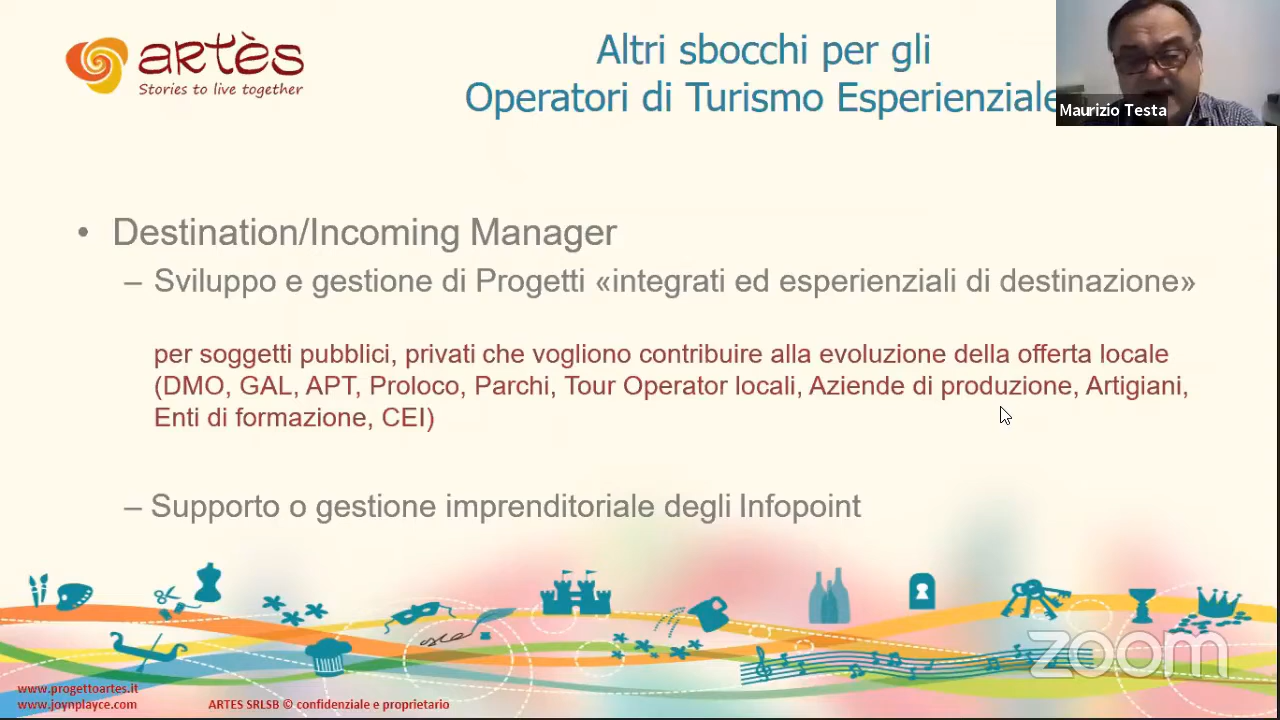 artès
Stories to live together
Altri sbocchi per gli
Operatori di Turismo Esperienziale
Maurizio Testa
• Destination/Incoming Manager
– Sviluppo e gestione di Progetti «integrati ed esperienziali di destinazione»
per soggetti pubblici, privati che vogliono contribuire alla evoluzione della offerta locale
(DMO, GAL, APT, Proloco, Parchi, Tour Operator locali, Aziende di produzione, Artigiani,
Enti di formazione, CEI)
– Supporto o gestione imprenditoriale degli Infopoint
zoom
www.progettoartes.it
www.joynplayce.com
ARTES SRLSB © confidenziale e proprietario